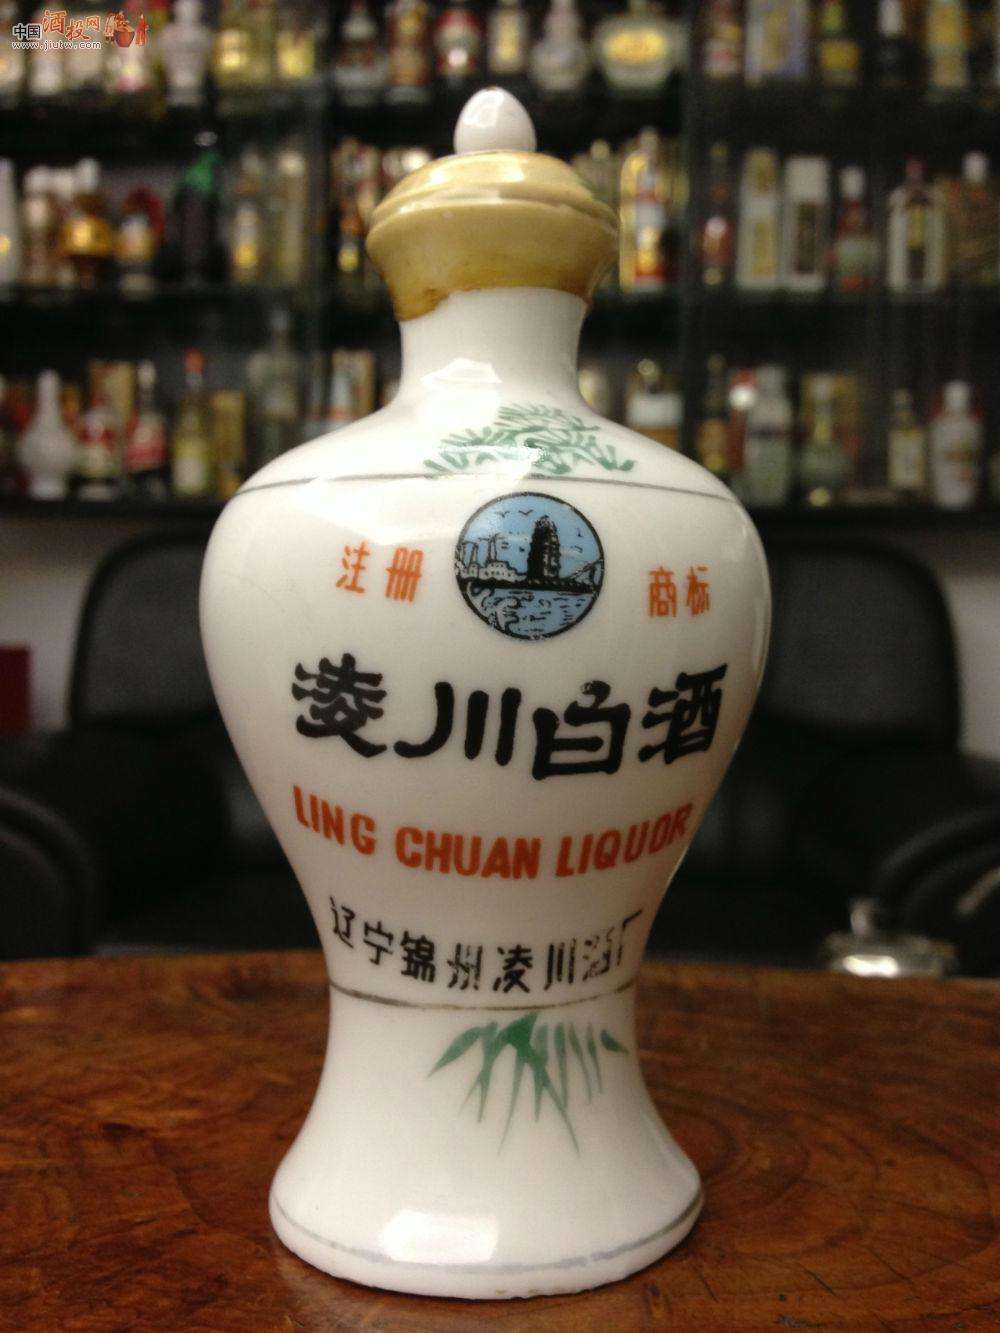 中国酒投网
www.jiutw.com
注册 商标
凌川白酒
LING CHUAN LIQUOR
辽宁锦州凌川酒厂